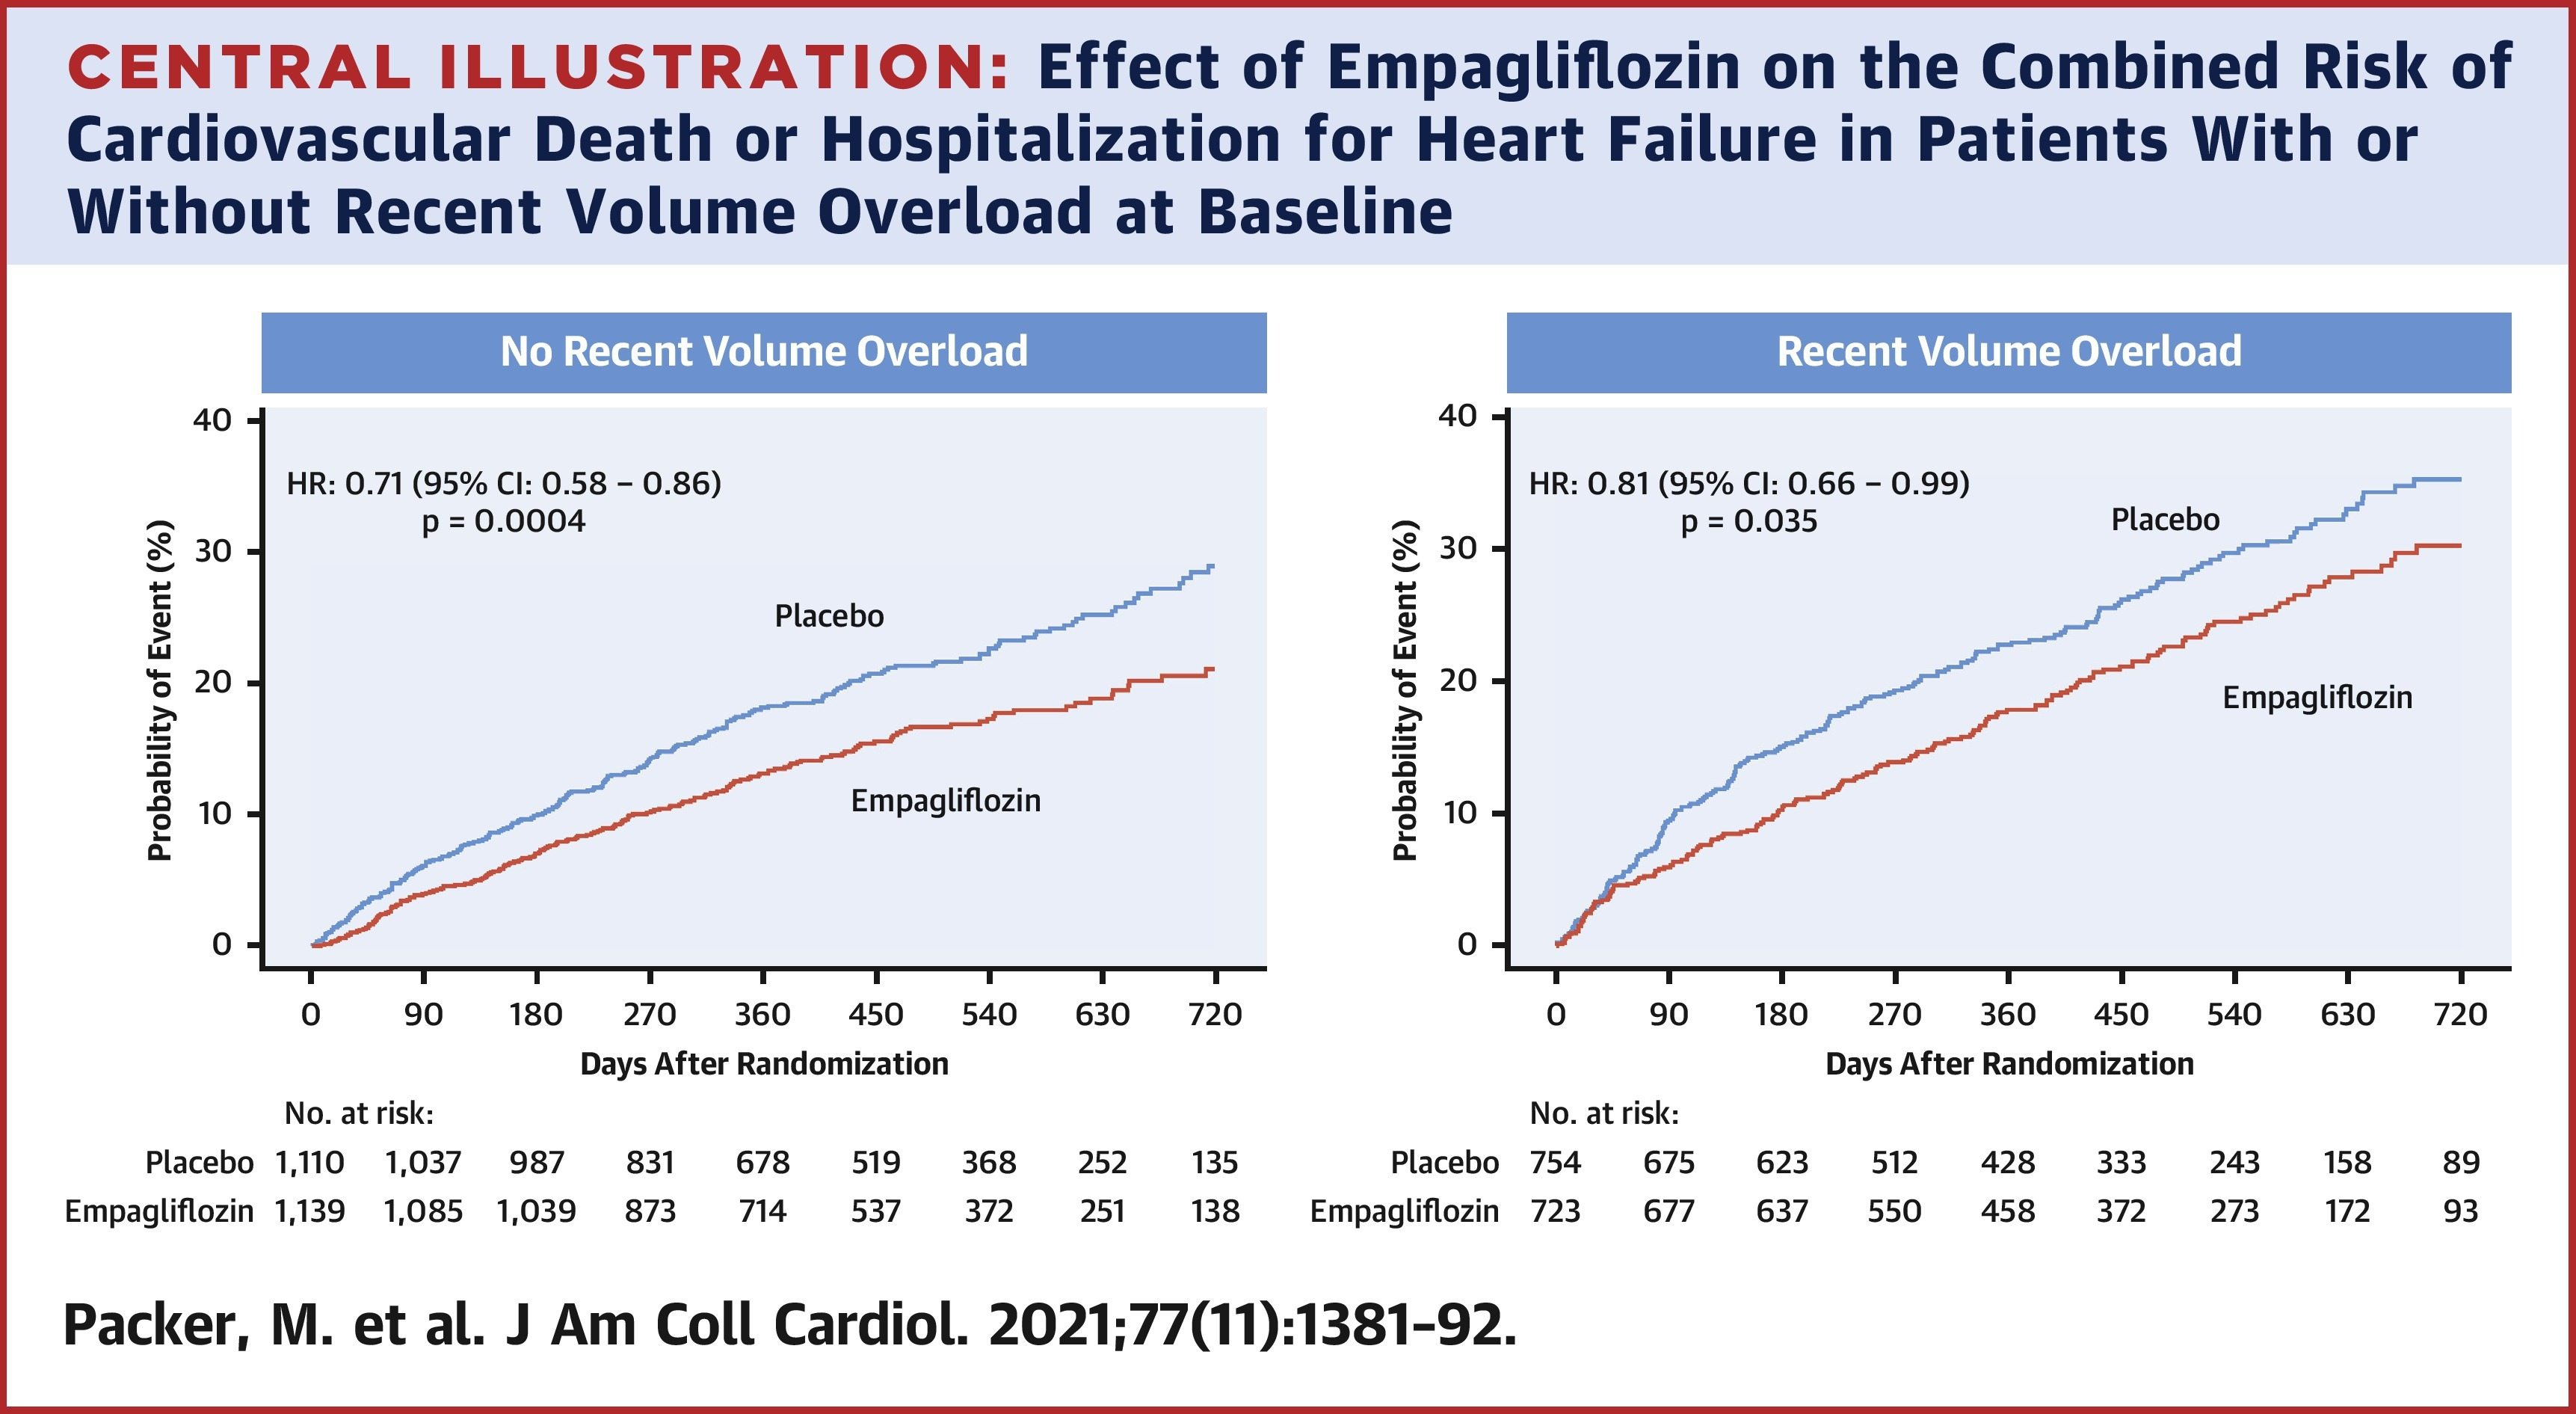 CENTRAL ILLUSTRATION: Effect of Empagliflozin on the Combined Risk of
Cardiovascular Death or Hospitalization for Heart Failure in Patients With or
Without Recent Volume Overload at Baseline
No Recent Volume Overload
40
30
20
10
0
Probability of Event (%)
HR: 0.71 (95% CI: 0.58 – 0.86)
p = 0.0004
Placebo
Empagliflozin
0 90 180 270 360 450 540 630 720
Days After Randomization
No. at risk:
Placebo 1,110 1,037 987 831 678 519 368 252 135
Empagliflozin 1,139 1,085 1,039 873 714 537 372 251 138
Recent Volume Overload
40
30
20
10
0
Probability of Event (%)
HR: 0.81 (95% CI: 0.66 – 0.99)
p = 0.035
Placebo
Empagliflozin
0 90 180 270 360 450 540 630 720
Days After Randomization
No. at risk:
Placebo 754 675 623 512 428 333 243 158 89
Empagliflozin 723 677 637 550 458 372 273 172 93
Packer, M. et al. J Am Coll Cardiol. 2021;77(11):1381–92.